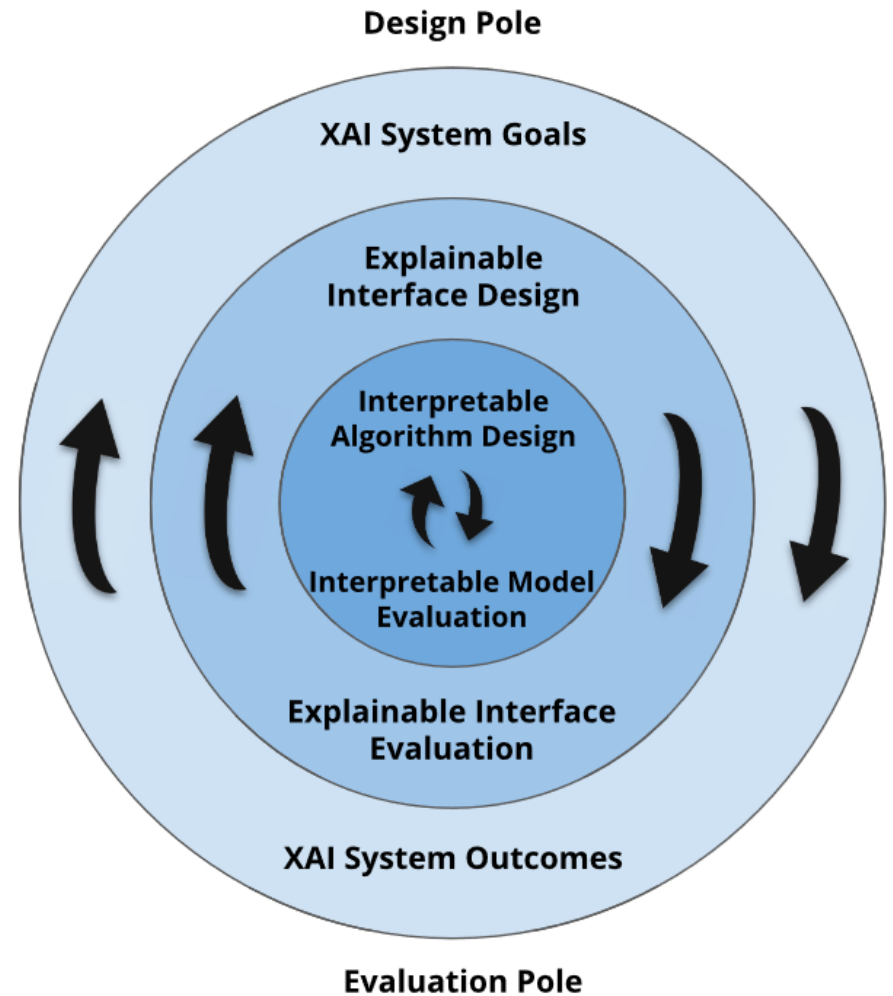 Design Pole
XAI System Goals
Explainable
Interface Design
Interpretable
Algorithm Design
Interpretable Model
Evaluation
Explainable Interface
Evaluation
XAI System Outcomes
Evaluation Pole